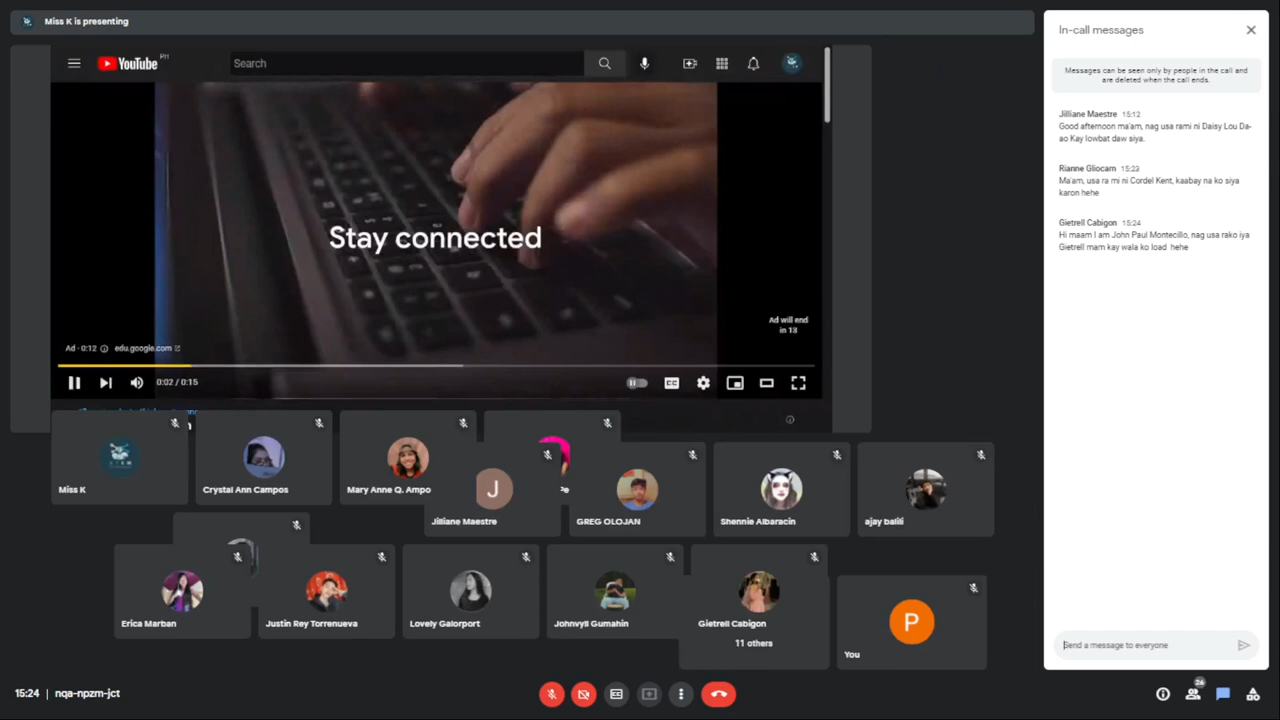 Miss K is presenting
YouTube PH
Search
Stay connected
Ad will end
in 13
Ad · 0:12 edu.google.com
0:02 / 0:15
CC
Miss K
Crystal Ann Campos
Mary Anne Q. Ampo
J
Jilliane Maestre
GREG OLOJAN
Shennie Albaracin
ajay balili
Erica Marban
Justin Rey Torrenueva
Lovely Galorport
Johnvyll Gumahin
Gietrell Cabigon
11 others
P
You
15:24 | nqa-npzm-jct
In-call messages
Messages can be seen only by people in the call and
are deleted when the call ends.
Jilliane Maestre 15:12
Good afternoon ma'am, nag usa rami ni Daisy Lou Da-
ao Kay lowbat daw siya.
Rianne Gliocam 15:23
Ma'am, usa ra mi ni Cordel Kent, kaabay na ko siya
karon hehe
Gietrell Cabigon 15:24
Hi maam I am John Paul Montecillo, nag usa rako iya
Gietrell mam kay wala ko load hehe
Send a message to everyone
26